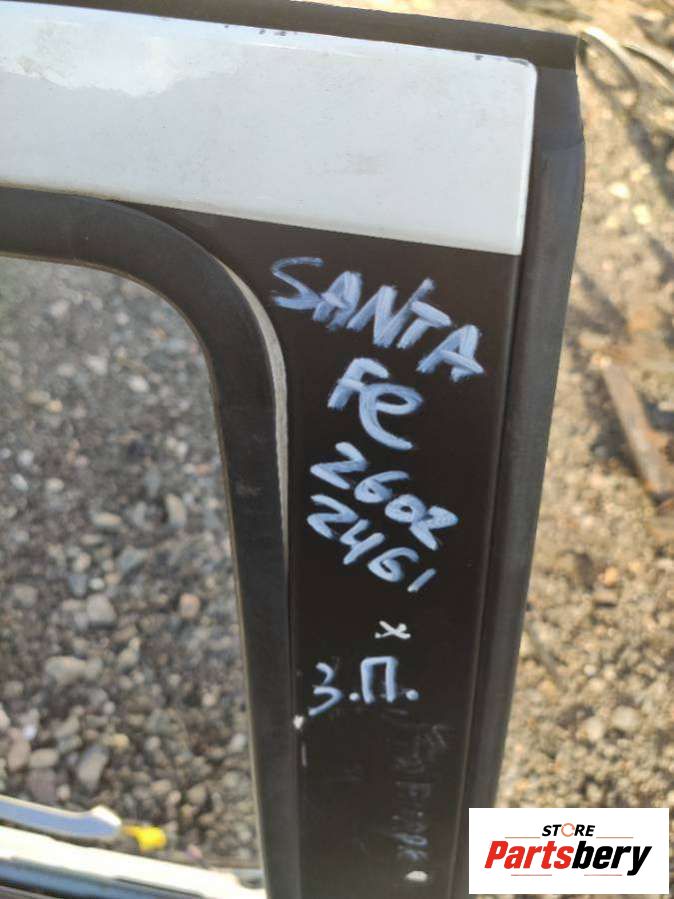 SANTA
Fe
2602
2461
x
З.П.
STORE
Partsbery